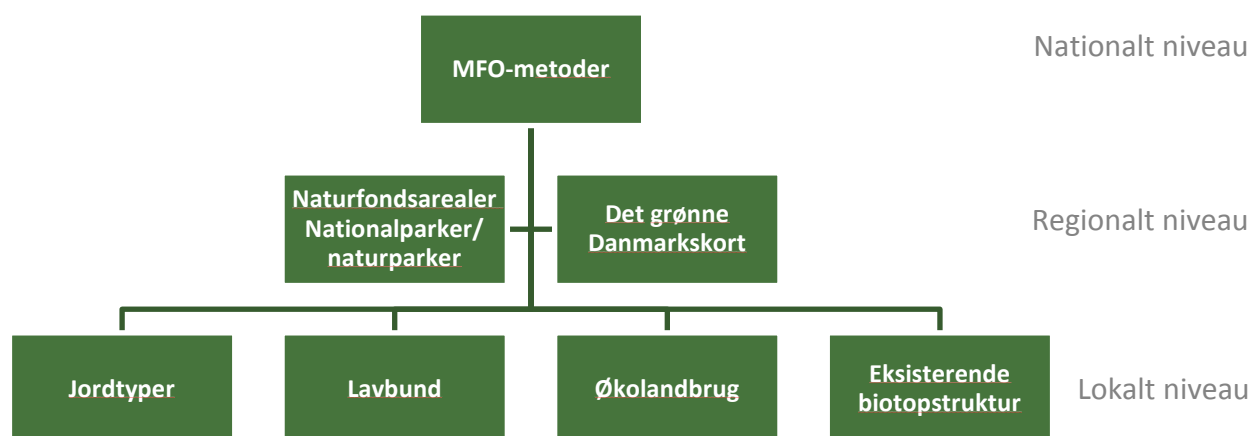 Nationalt niveau
MFO-metoder
Naturfondsarealer
Nationalparker/
naturparker
Det grønne
Danmarkskort
Regionalt niveau
Jordtyper
Lavbund
Økolandbrug
Eksisterende
biotopstruktur
Lokalt niveau